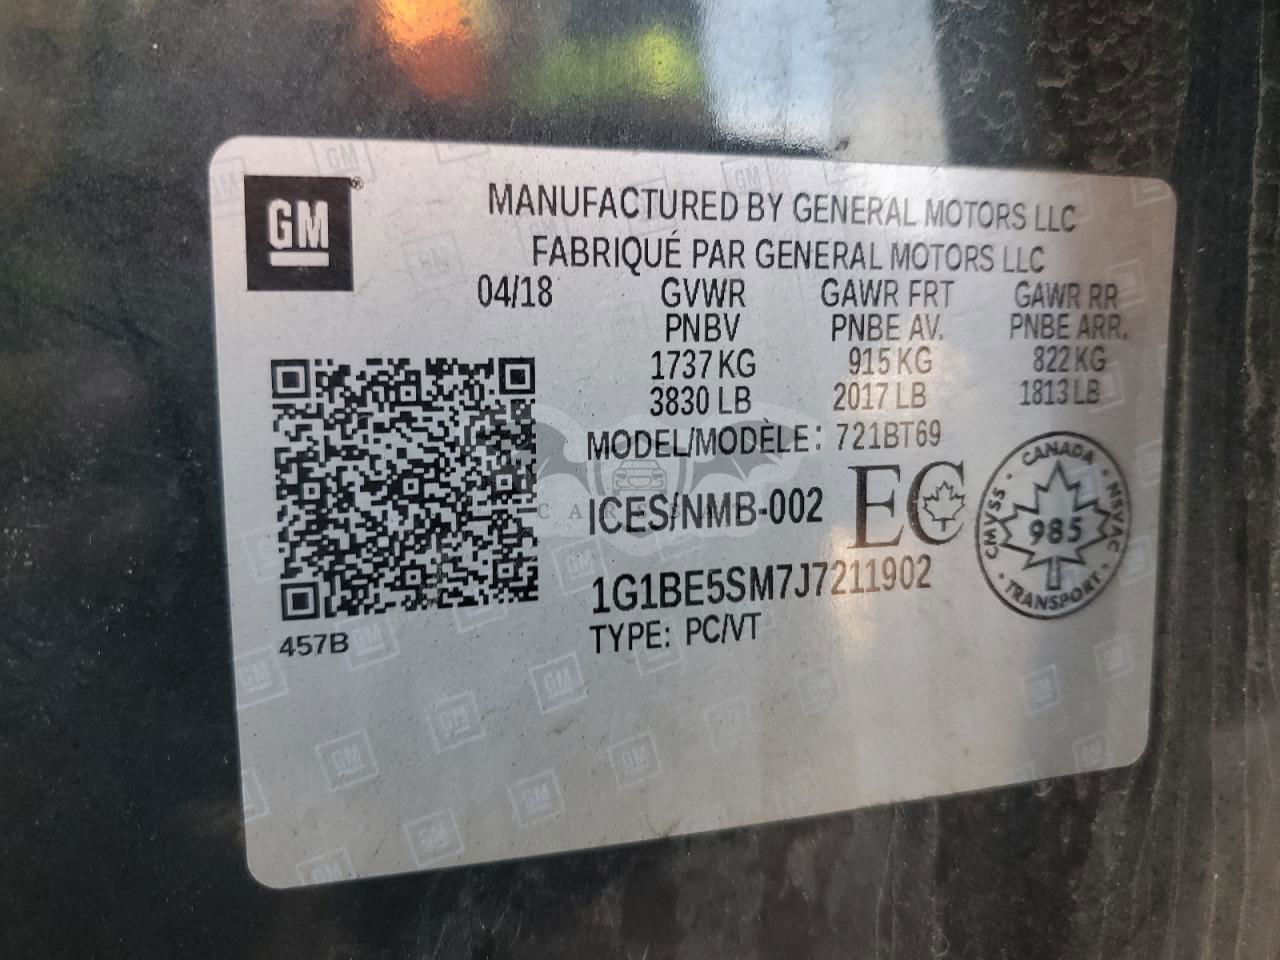 GM®
MANUFACTURED BY GENERAL MOTORS LLC
FABRIQUÉ PAR GENERAL MOTORS LLC
04/18 GVWR GAWR FRT GAWR RR
PNBV PNBE AV. PNBE ARR.
1737 KG 915 KG 822 KG
3830 LB 2017 LB 1813 LB
MODEL/MODÈLE: 721BT69
ICES/NMB-002 EC
CANADA
CMVSS 985 NSVAC
TRANSPORT
1G1BE5SM7J7211902
TYPE: PC/VT
457B